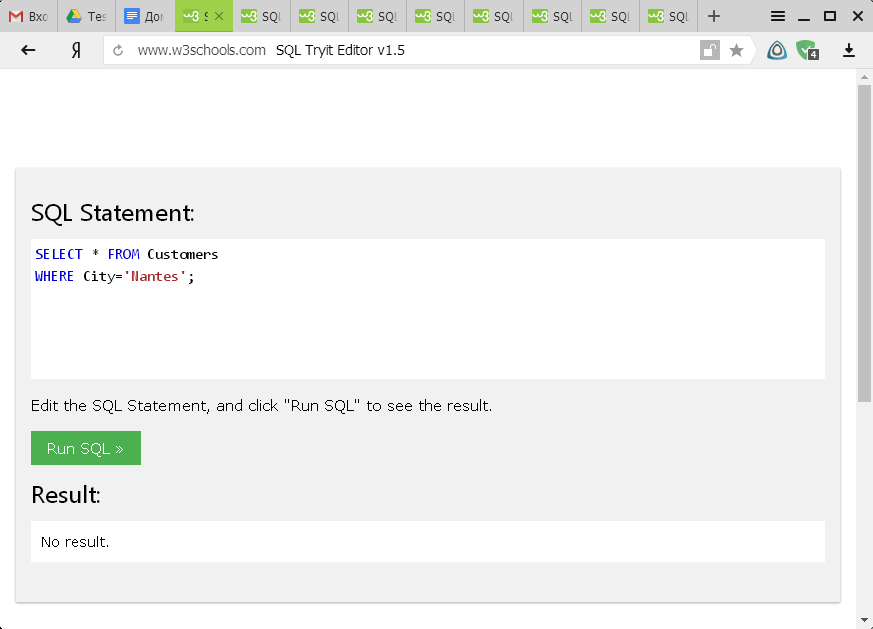 Вхо Tes До SQL SQL SQL SQL SQL SQL SQL SQL
Я www.w3schools.com SQL Tryit Editor v1.5 4
SQL Statement:
SELECT * FROM Customers
WHERE City='Nantes';
Edit the SQL Statement, and click "Run SQL" to see the result.
Run SQL »
Result:
No result.